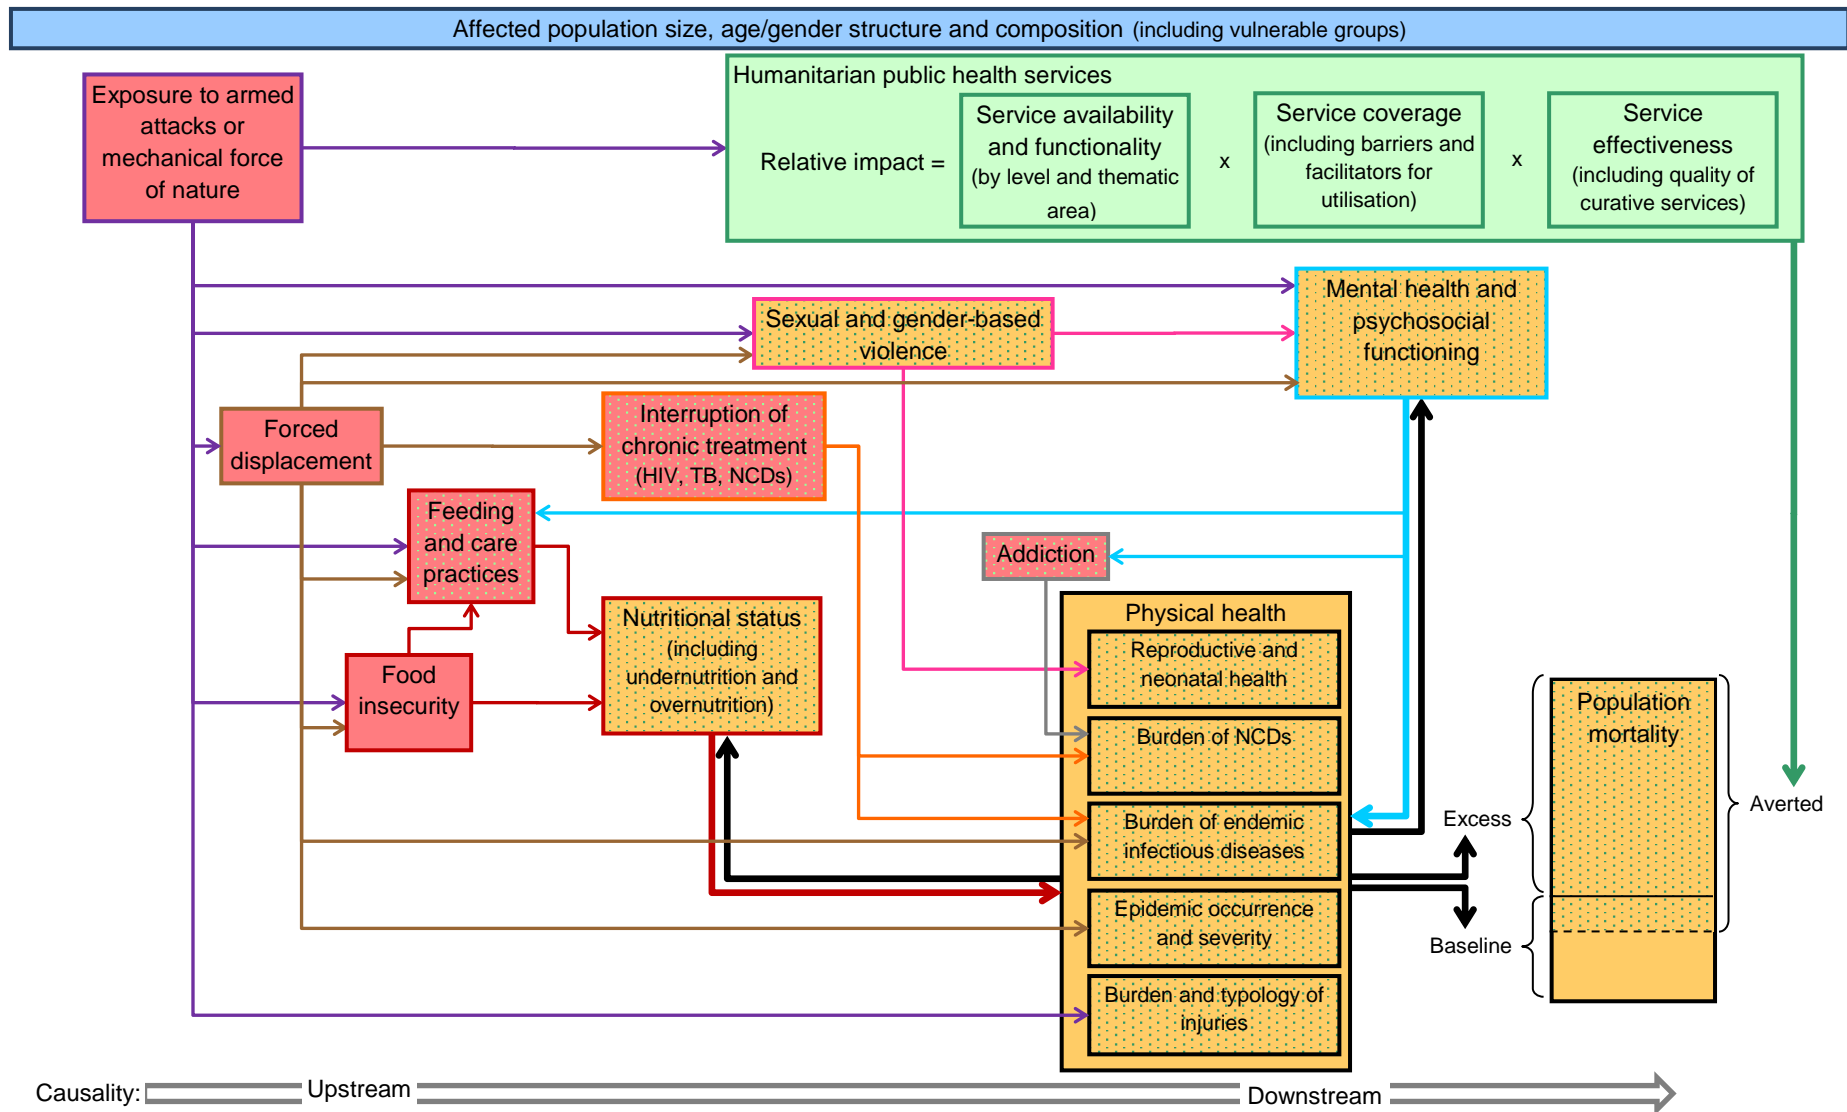 Affected population size, age/gender structure and composition (including vulnerable groups)
Exposure to armed
attacks or
mechanical force
of nature
Humanitarian public health services
Relative impact =
Service availability
and functionality
(by level and thematic
area)
x
Service coverage
(including barriers and
facilitators for
utilisation)
x
Service
effectiveness
(including quality of
curative services)
Mental health and
psychosocial
functioning
Sexual and gender-based
violence
Forced
displacement
Interruption of
chronic treatment
(HIV, TB, NCDs)
Feeding
and care
practices
Addiction
Nutritional status
(including
undernutrition and
overnutrition)
Food
insecurity
Physical health
Reproductive and
neonatal health
Burden of NCDs
Burden of endemic
infectious diseases
Epidemic occurrence
and severity
Burden and typology of
injuries
Excess
Baseline
Population
mortality
Averted
Causality:
Upstream
Downstream